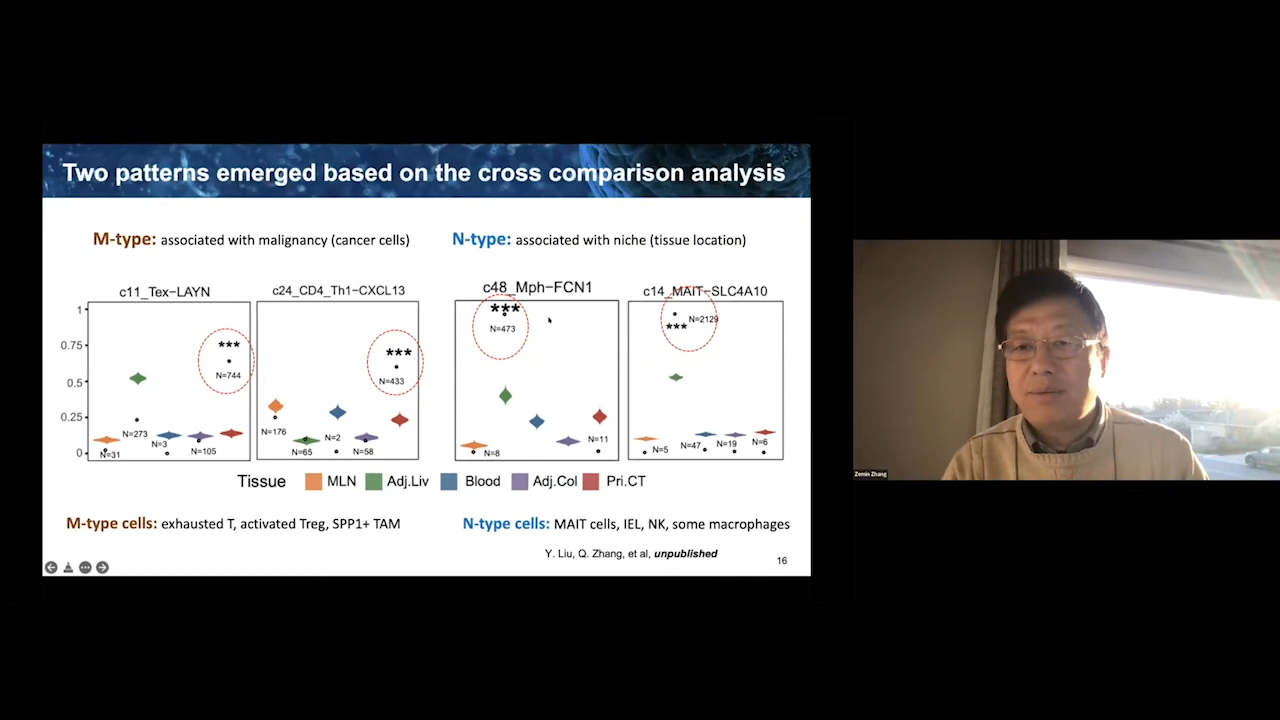 Two patterns emerged based on the cross comparison analysis
M-type: associated with malignancy (cancer cells)
N-type: associated with niche (tissue location)
c11_Tex−LAYN
c24_CD4_Th1−CXCL13
c48_Mph−FCN1
c14_MAIT−SLC4A10
1
0.75
0.5
0.25
0
***
N=744
N=273
N=3
N=105
N=31
***
N=433
N=176
N=2
N=65
N=58
***
N=473
N=11
N=8
N=2129
***
N=5
N=47
N=19
N=6
Tissue MLN Adj.Liv Blood Adj.Col Pri.CT
M-type cells: exhausted T, activated Treg, SPP1+ TAM
N-type cells: MAIT cells, IEL, NK, some macrophages
Y. Liu, Q. Zhang, et al, unpublished
16
Zemin Zhang